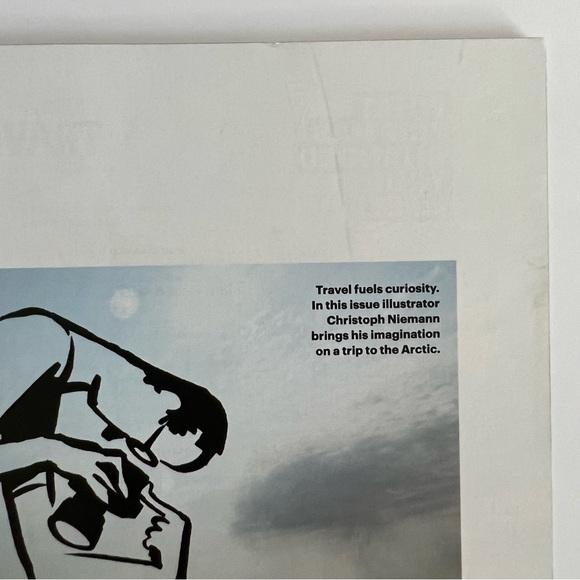 Travel fuels curiosity.
In this issue illustrator
Christoph Niemann
brings his imagination
on a trip to the Arctic.